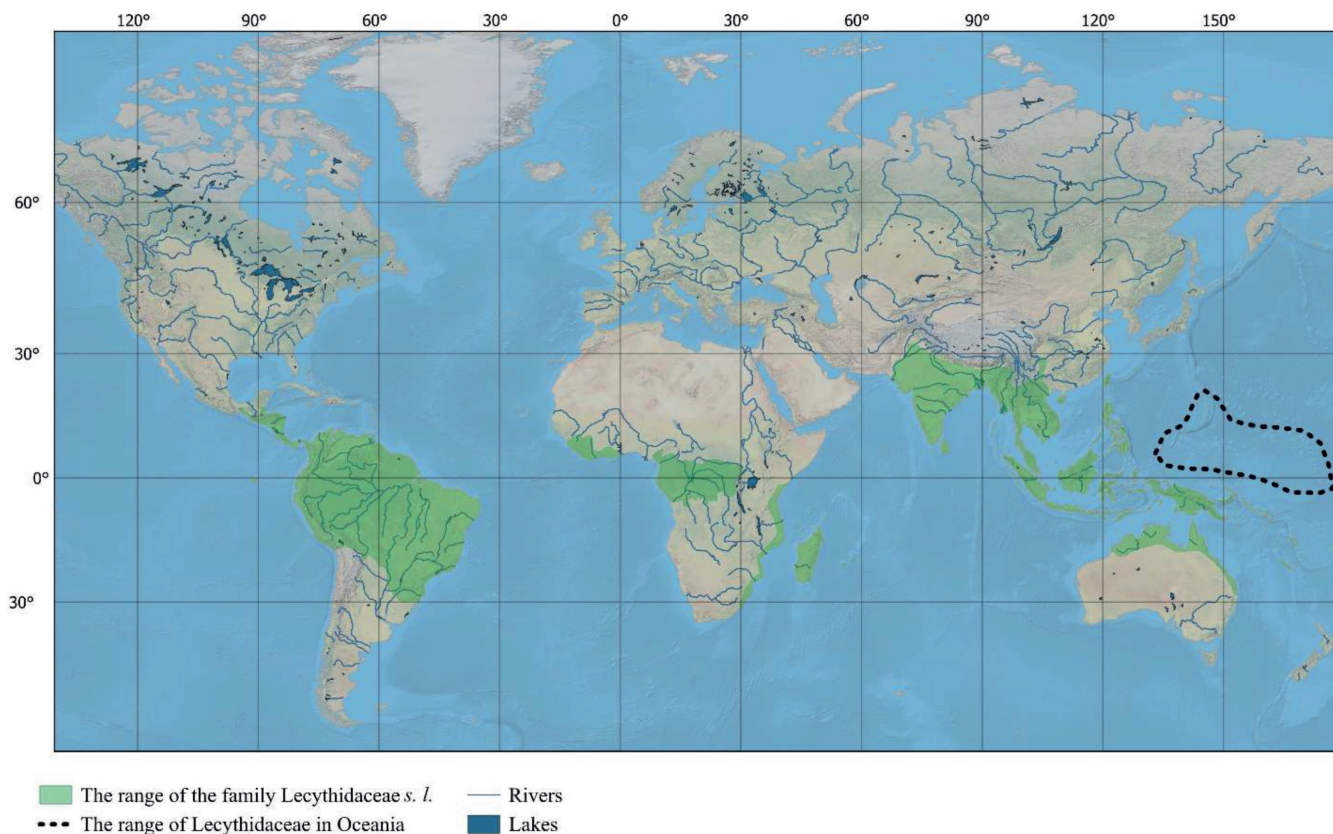 120° 90° 60° 0° 30° 60° 90° 120° 150°
60°
30°
0°
30°
The range of the family Lecythidaceae s. l.
Rivers
The range of Lecythidaceae in Oceania
Lakes